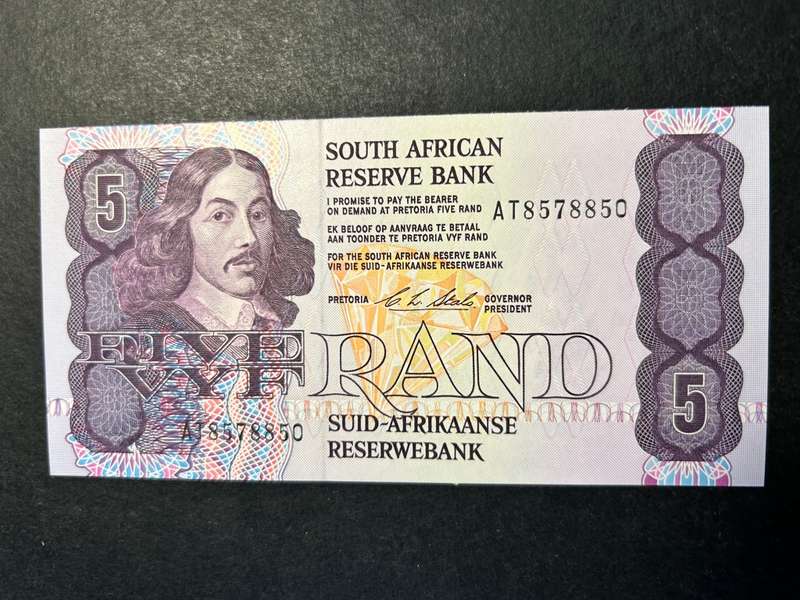 5
SOUTH AFRICAN
RESERVE BANK
I PROMISE TO PAY THE BEARER
ON DEMAND AT PRETORIA FIVE RAND
AT8578850
EK BELOOF OP AANVRAAG TE BETAAL
AAN TOONDER TE PRETORIA VYF RAND
FOR THE SOUTH AFRICAN RESERVE BANK
VIR DIE SUID-AFRIKAANSE RESERWEBANK
PRETORIA C L Stals GOVERNOR
PRESIDENT
FIVE
VYF RAND
AT8578850
SUID-AFRIKAANSE
RESERWEBANK
5